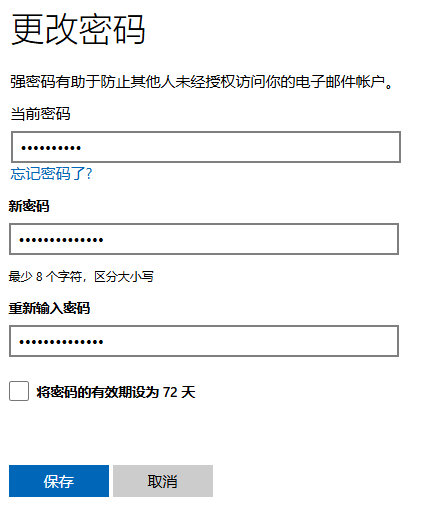 更改密码
强密码有助于防止其他人未经授权访问你的电子邮件帐户。
当前密码
••••••••••
忘记密码了?
新密码
••••••••••••••
最少 8 个字符，区分大小写
重新输入密码
••••••••••••••
将密码的有效期设为 72 天
保存 取消